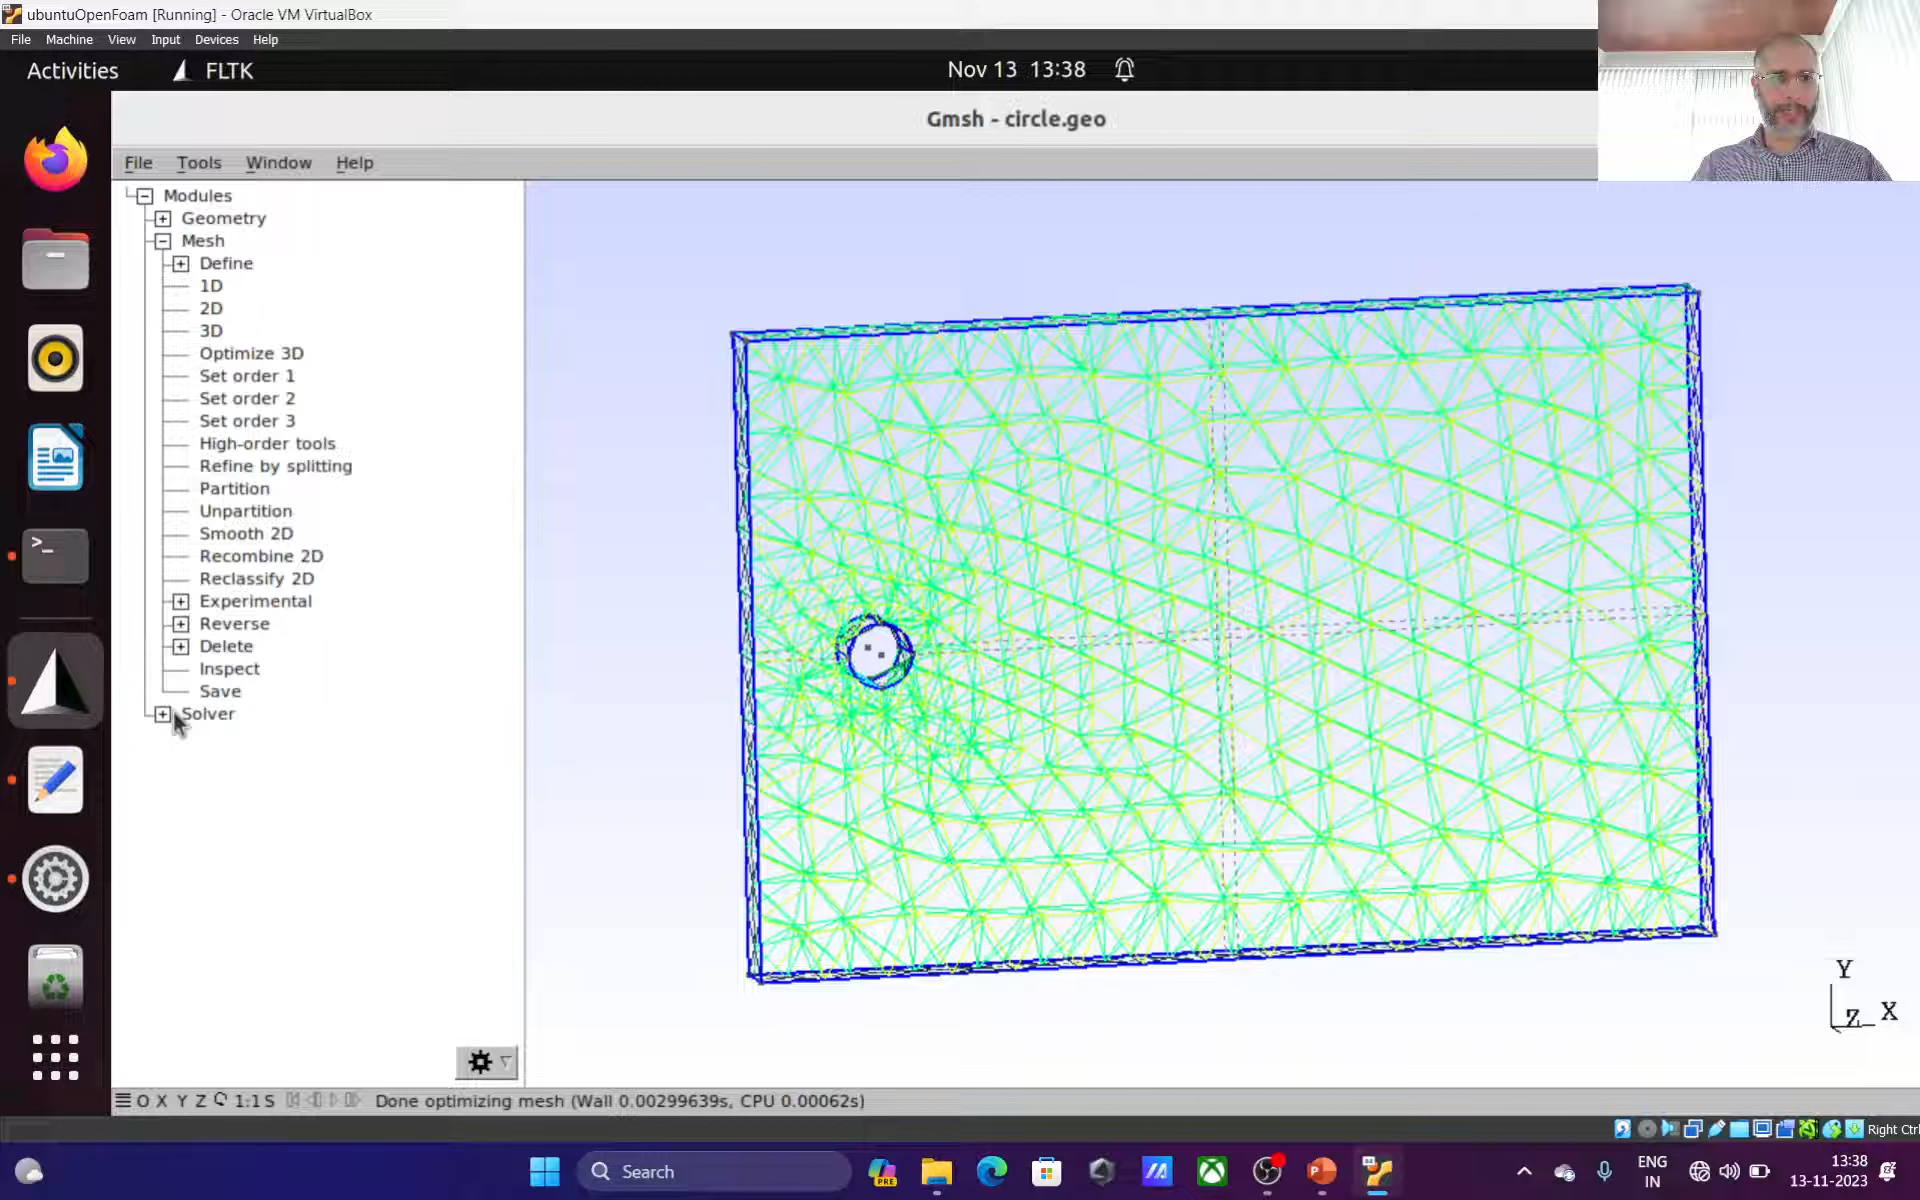 ubuntuOpenFoam [Running] - Oracle VM VirtualBox
File Machine View Input Devices Help
Activities FLTK Nov 13 13:38
Gmsh - circle.geo
File Tools Window Help
Modules
Geometry
Mesh
Define
1D
2D
3D
Optimize 3D
Set order 1
Set order 2
Set order 3
High-order tools
Refine by splitting
Partition
Unpartition
Smooth 2D
Recombine 2D
Reclassify 2D
Experimental
Reverse
Delete
Inspect
Save
Solver
Y
Z X
O X Y Z 1:1 S Done optimizing mesh (Wall 0.00299639s, CPU 0.00062s)
Right Ctrl
Search
PRE
ENG
IN
13:38
13-11-2023